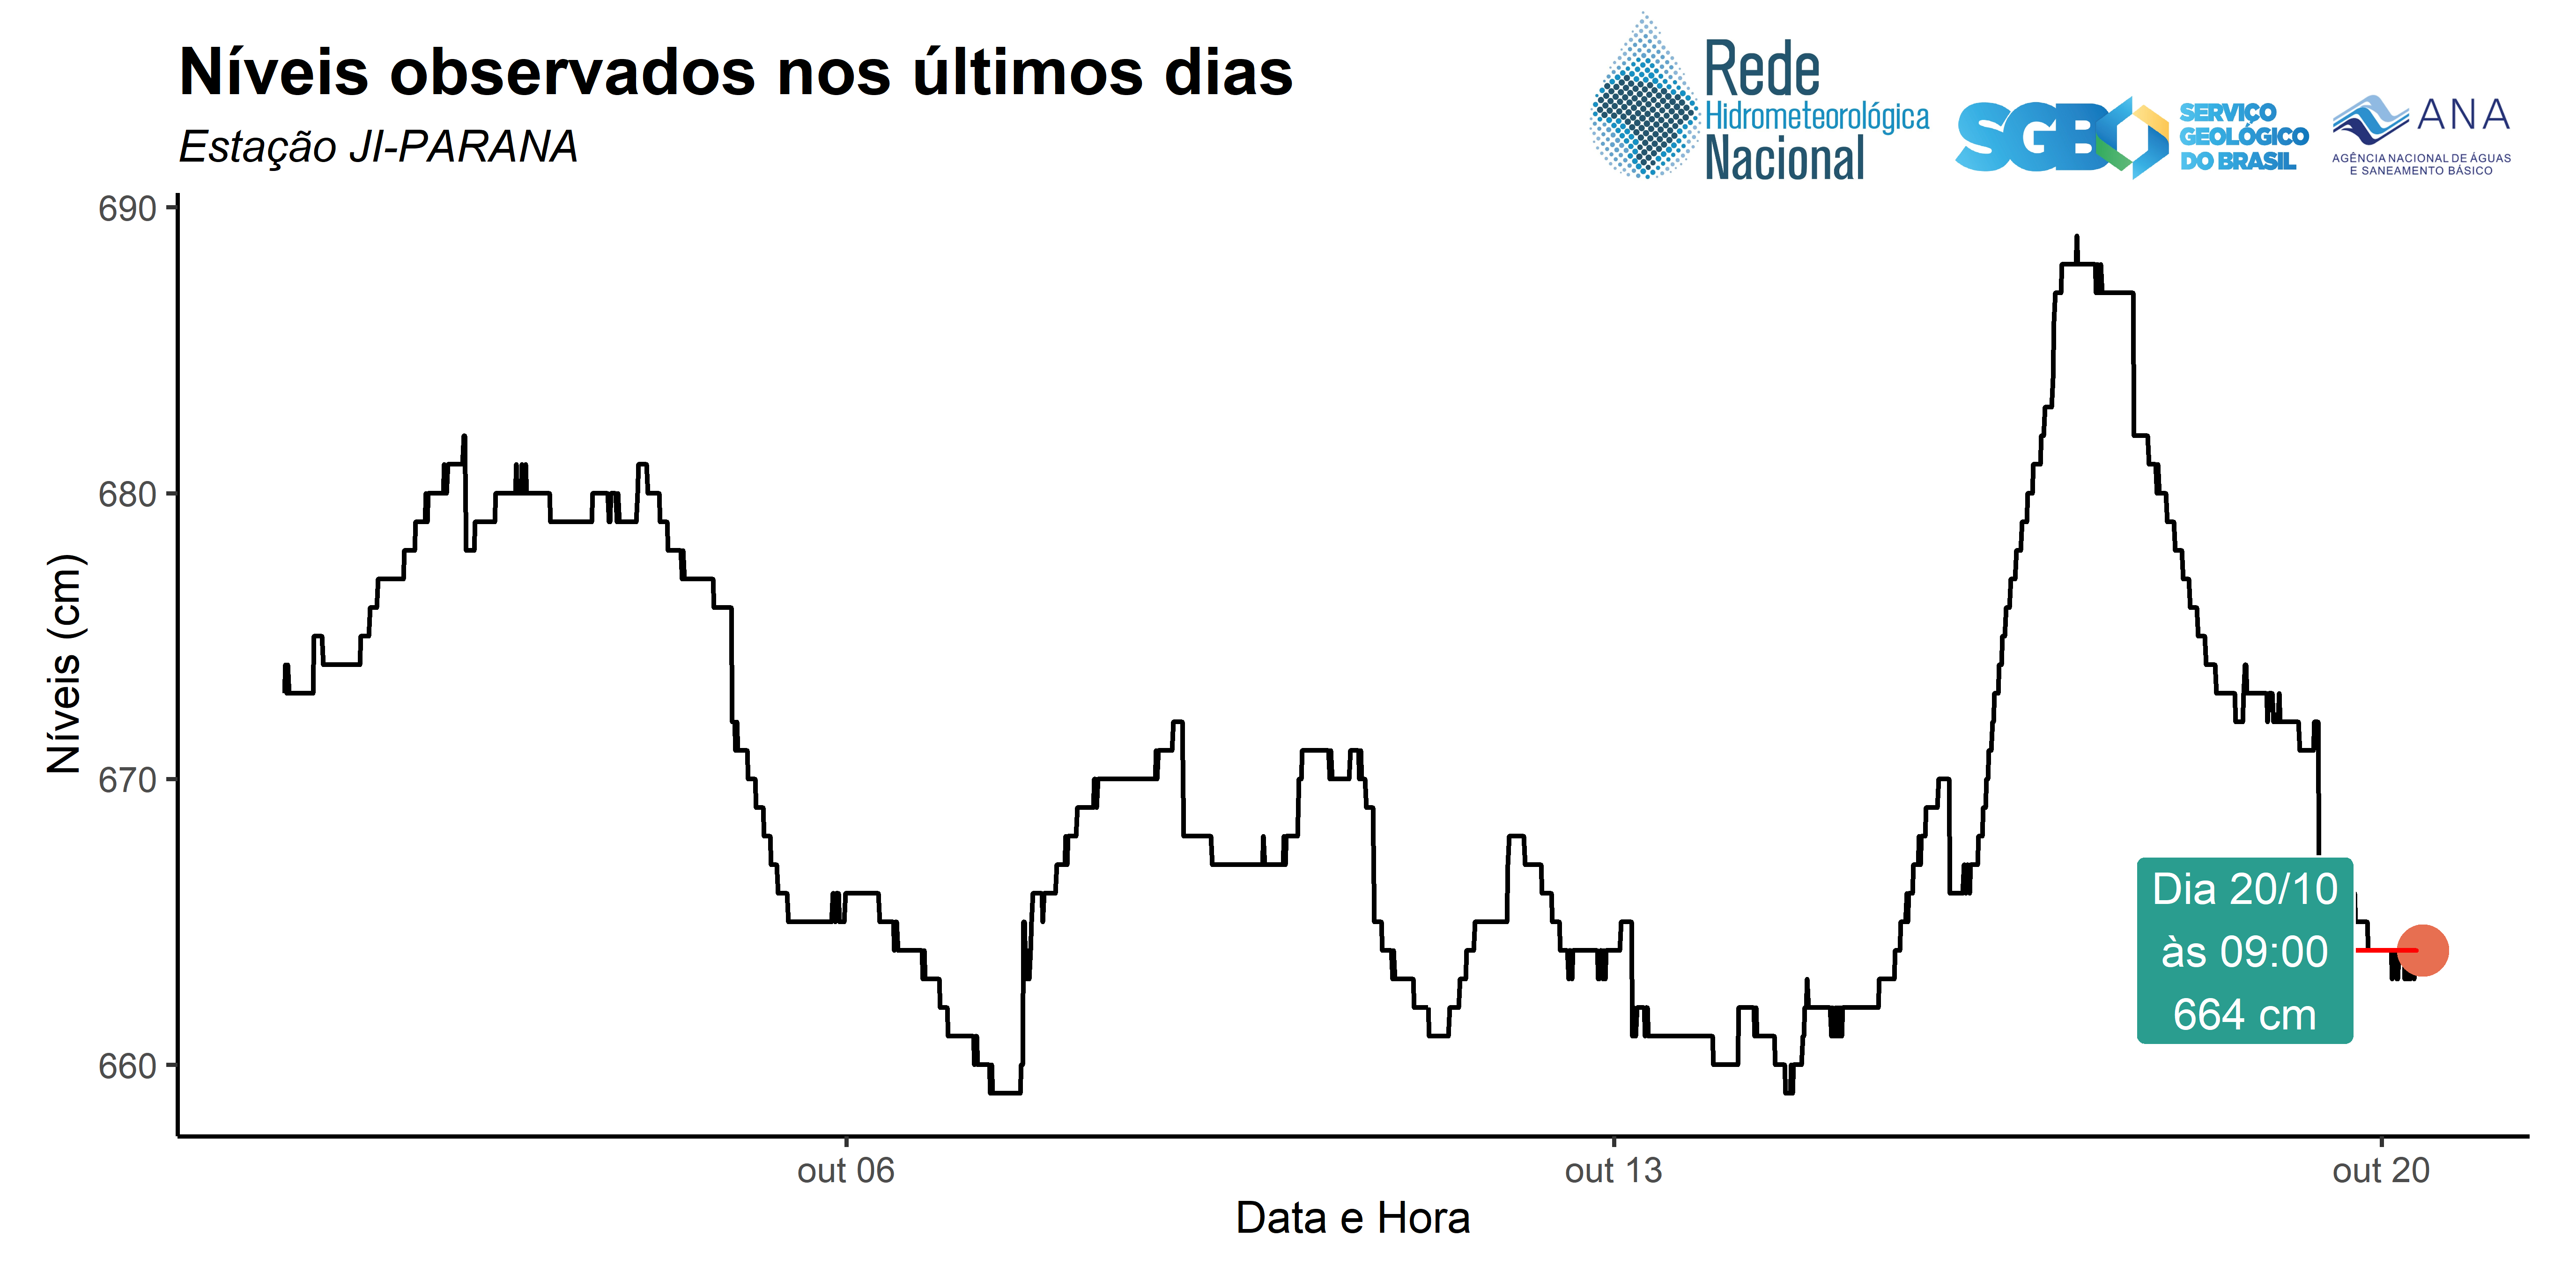 Níveis observados nos últimos dias
Estação JI-PARANA
Rede
Hidrometeorológica
Nacional
SGB
SERVIÇO
GEOLÓGICO
DO BRASIL
ANA
AGÊNCIA NACIONAL DE ÁGUAS
E SANEAMENTO BÁSICO
690
680
670
660
Níveis (cm)
Dia 20/10
às 09:00
664 cm
out 06
out 13
out 20
Data e Hora